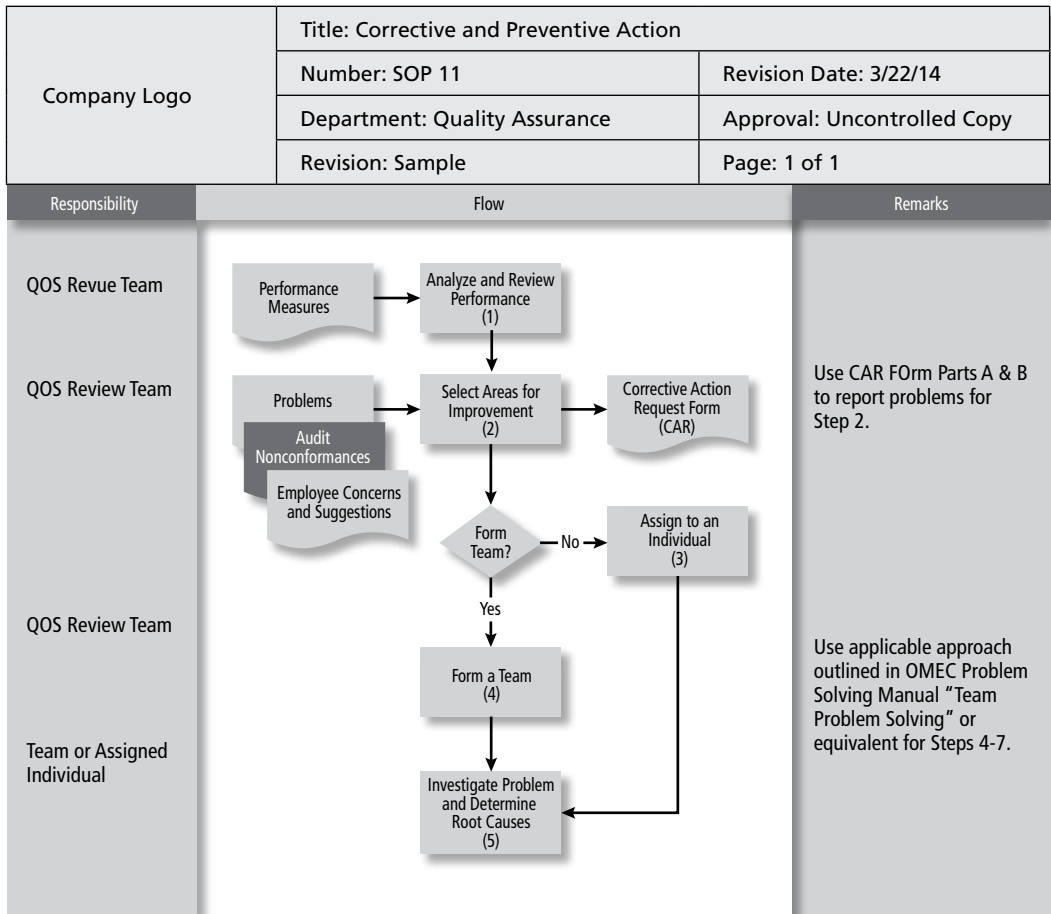 Company Logo
Title: Corrective and Preventive Action
Number: SOP 11
Revision Date: 3/22/14
Department: Quality Assurance
Approval: Uncontrolled Copy
Revision: Sample
Page: 1 of 1
Responsibility
Flow
Remarks
QOS Revue Team
Performance
Measures
Analyze and Review
Performance
(1)
QOS Review Team
Problems
Audit
Nonconformances
Employee Concerns
and Suggestions
Select Areas for
Improvement
(2)
Corrective Action
Request Form
(CAR)
Use CAR FOrm Parts A & B
to report problems for
Step 2.
Form
Team?
No
Assign to an
Individual
(3)
Yes
QOS Review Team
Form a Team
(4)
Use applicable approach
outlined in OMEC Problem
Solving Manual "Team
Problem Solving" or
equivalent for Steps 4-7.
Team or Assigned
Individual
Investigate Problem
and Determine
Root Causes
(5)